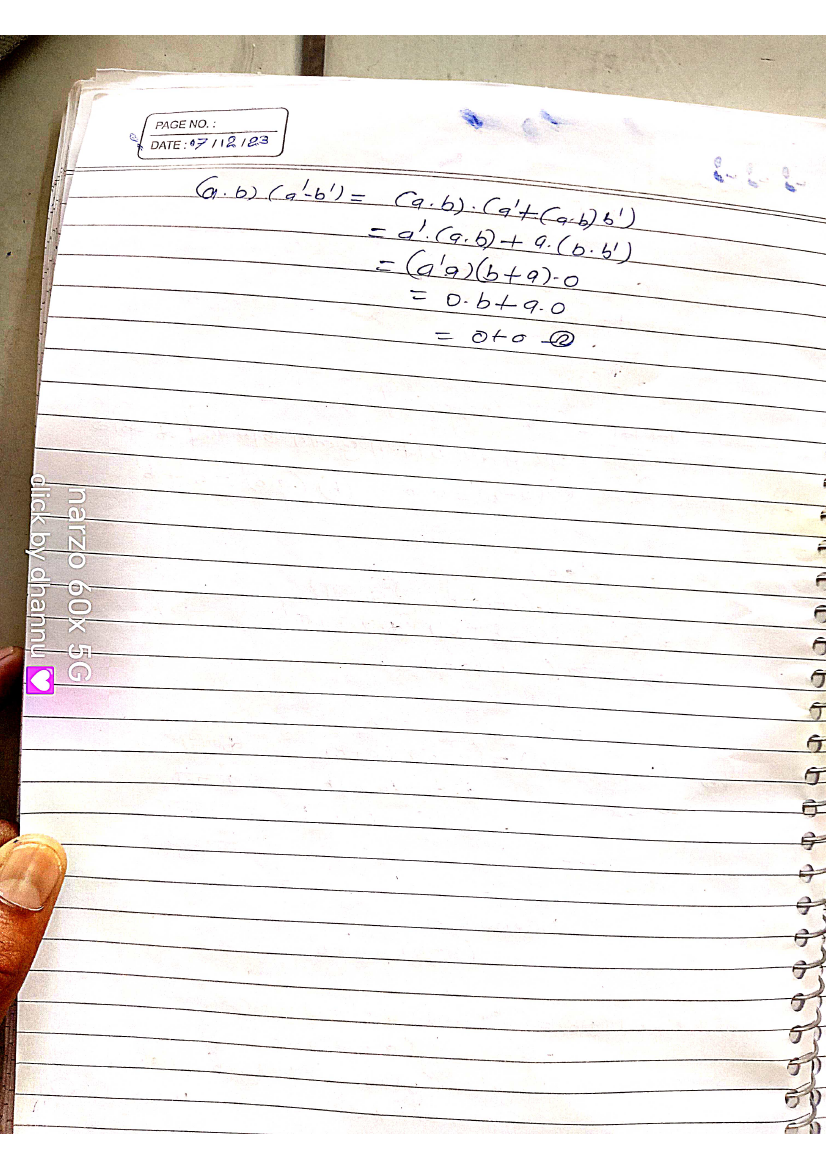 PAGE NO. :
DATE : 07/12/23
(a·b) (a'-b') = (a·b)·(a'+(a·b)b')
= a'·(a·b)+ a·(b·b')
= (a'a)(b+a)·0
= 0·b+a·0
= 0+0 — ②
narzo 60x 5G
click by dhannu